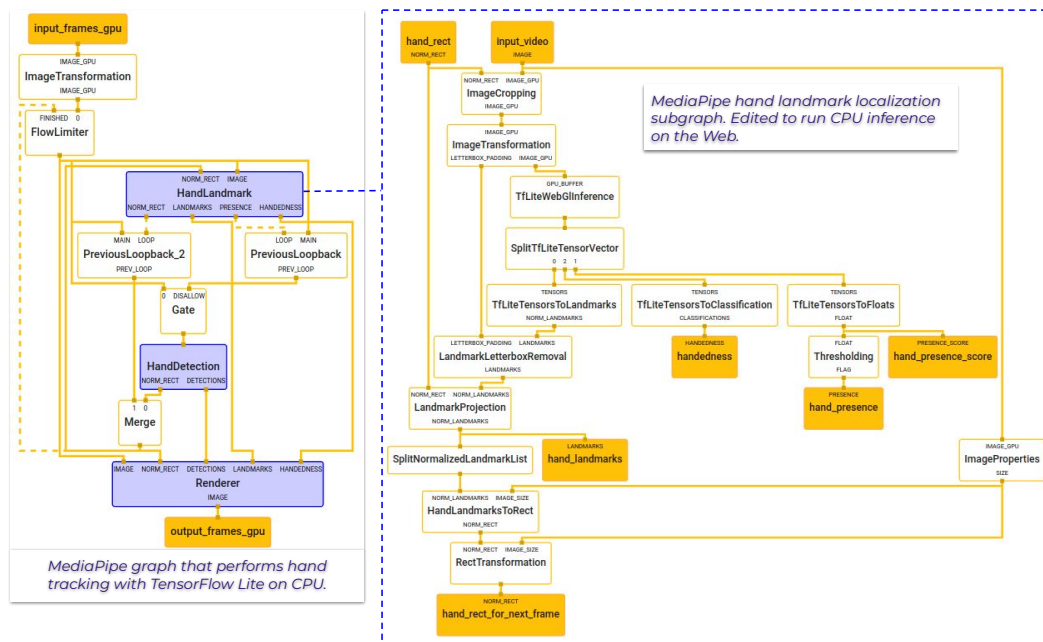 input_frames_gpu
IMAGE_GPU
ImageTransformation
IMAGE_GPU
FINISHED 0
FlowLimiter
NORM_RECT IMAGE
HandLandmark
NORM_RECT LANDMARKS PRESENCE HANDEDNESS
MAIN LOOP
PreviousLoopback_2
PREV_LOOP
LOOP MAIN
PreviousLoopback
PREV_LOOP
0 DISALLOW
Gate
HandDetection
NORM_RECT DETECTIONS
1 0
Merge
IMAGE NORM_RECT DETECTIONS LANDMARKS HANDEDNESS
Renderer
IMAGE
output_frames_gpu
MediaPipe graph that performs hand
tracking with TensorFlow Lite on CPU.
hand_rect
NORM_RECT
input_video
IMAGE
NORM_RECT IMAGE_GPU
ImageCropping
IMAGE_GPU
MediaPipe hand landmark localization
subgraph. Edited to run CPU inference
on the Web.
IMAGE_GPU
ImageTransformation
LETTERBOX_PADDING IMAGE_GPU
GPU_BUFFER
TfLiteWebGlInference
SplitTfLiteTensorVector
0 2 1
TENSORS
TfLiteTensorsToLandmarks
NORM_LANDMARKS
TENSORS
TfLiteTensorsToClassification
CLASSIFICATIONS
TENSORS
TfLiteTensorsToFloats
FLOAT
LETTERBOX_PADDING LANDMARKS
LandmarkLetterboxRemoval
LANDMARKS
HANDEDNESS
handedness
FLOAT
Thresholding
FLAG
PRESENCE_SCORE
hand_presence_score
NORM_RECT NORM_LANDMARKS
LandmarkProjection
NORM_LANDMARKS
PRESENCE
hand_presence
SplitNormalizedLandmarkList
LANDMARKS
hand_landmarks
IMAGE_GPU
ImageProperties
SIZE
NORM_LANDMARKS IMAGE_SIZE
HandLandmarksToRect
NORM_RECT
NORM_RECT IMAGE_SIZE
RectTransformation
NORM_RECT
hand_rect_for_next_frame